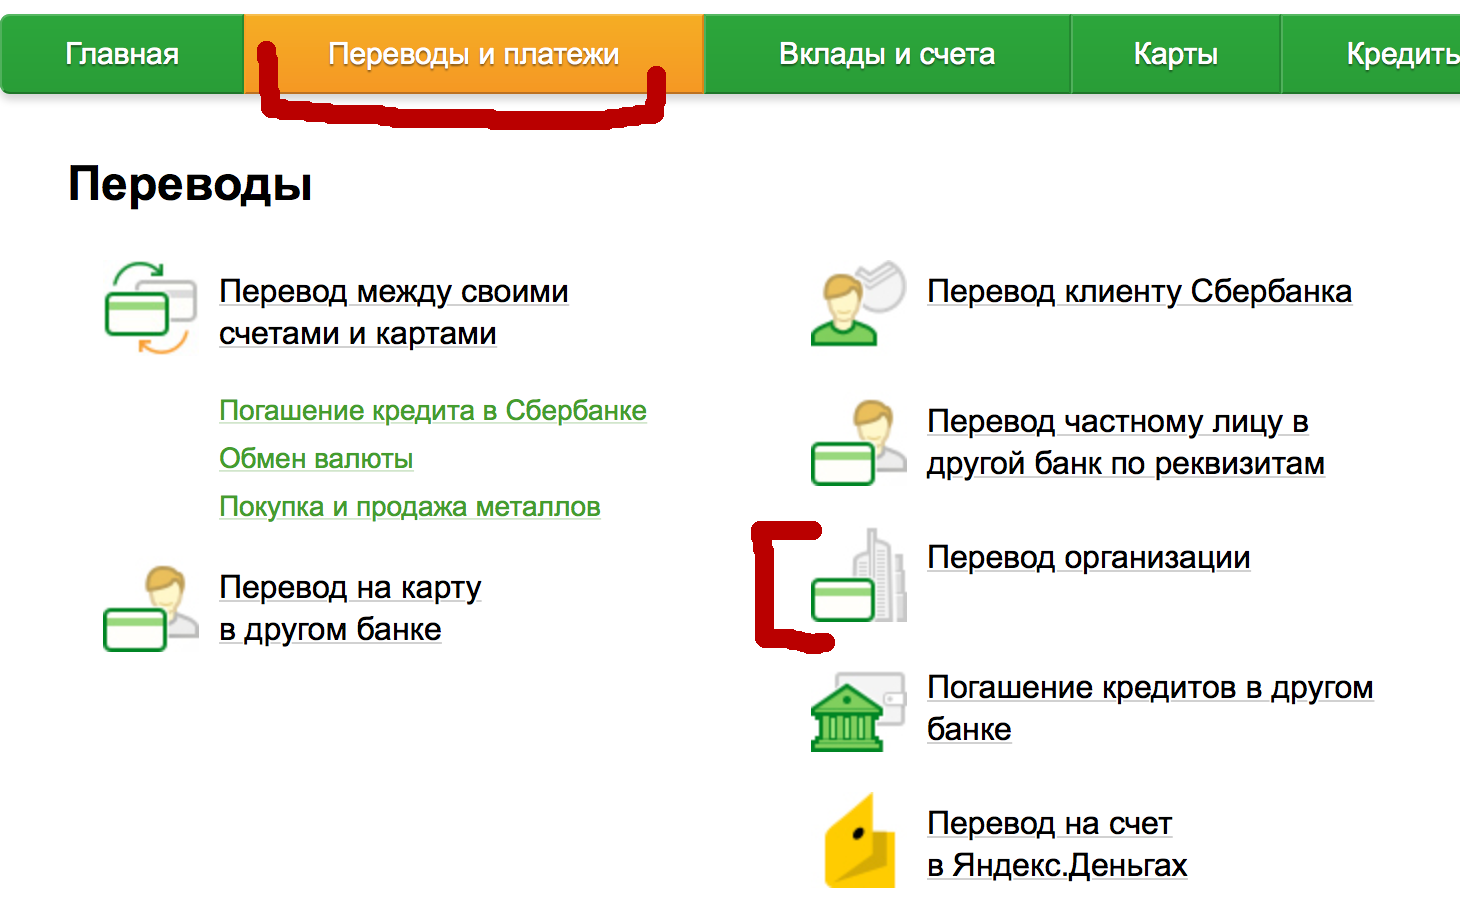 Главная Переводы и платежи Вклады и счета Карты Кредиты
Переводы
Перевод между своими
счетами и картами
Погашение кредита в Сбербанке
Обмен валюты
Покупка и продажа металлов
Перевод на карту
в другом банке
Перевод клиенту Сбербанка
Перевод частному лицу в
другой банк по реквизитам
Перевод организации
Погашение кредитов в другом
банке
Перевод на счет
в Яндекс.Деньгах